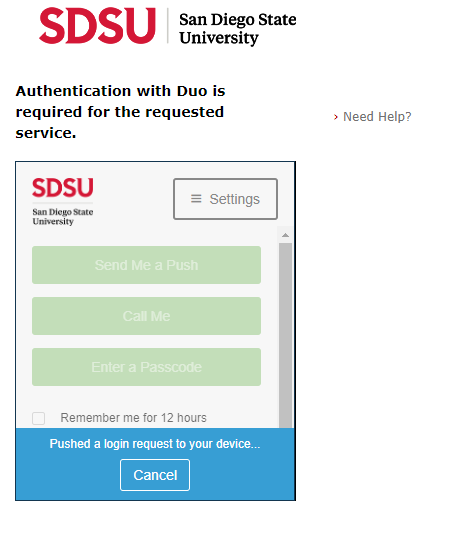 SDSU
San Diego State
University
Authentication with Duo is
required for the requested
service.
› Need Help?
SDSU
San Diego State
University
≡ Settings
Send Me a Push
Call Me
Enter a Passcode
Remember me for 12 hours
Pushed a login request to your device...
Cancel